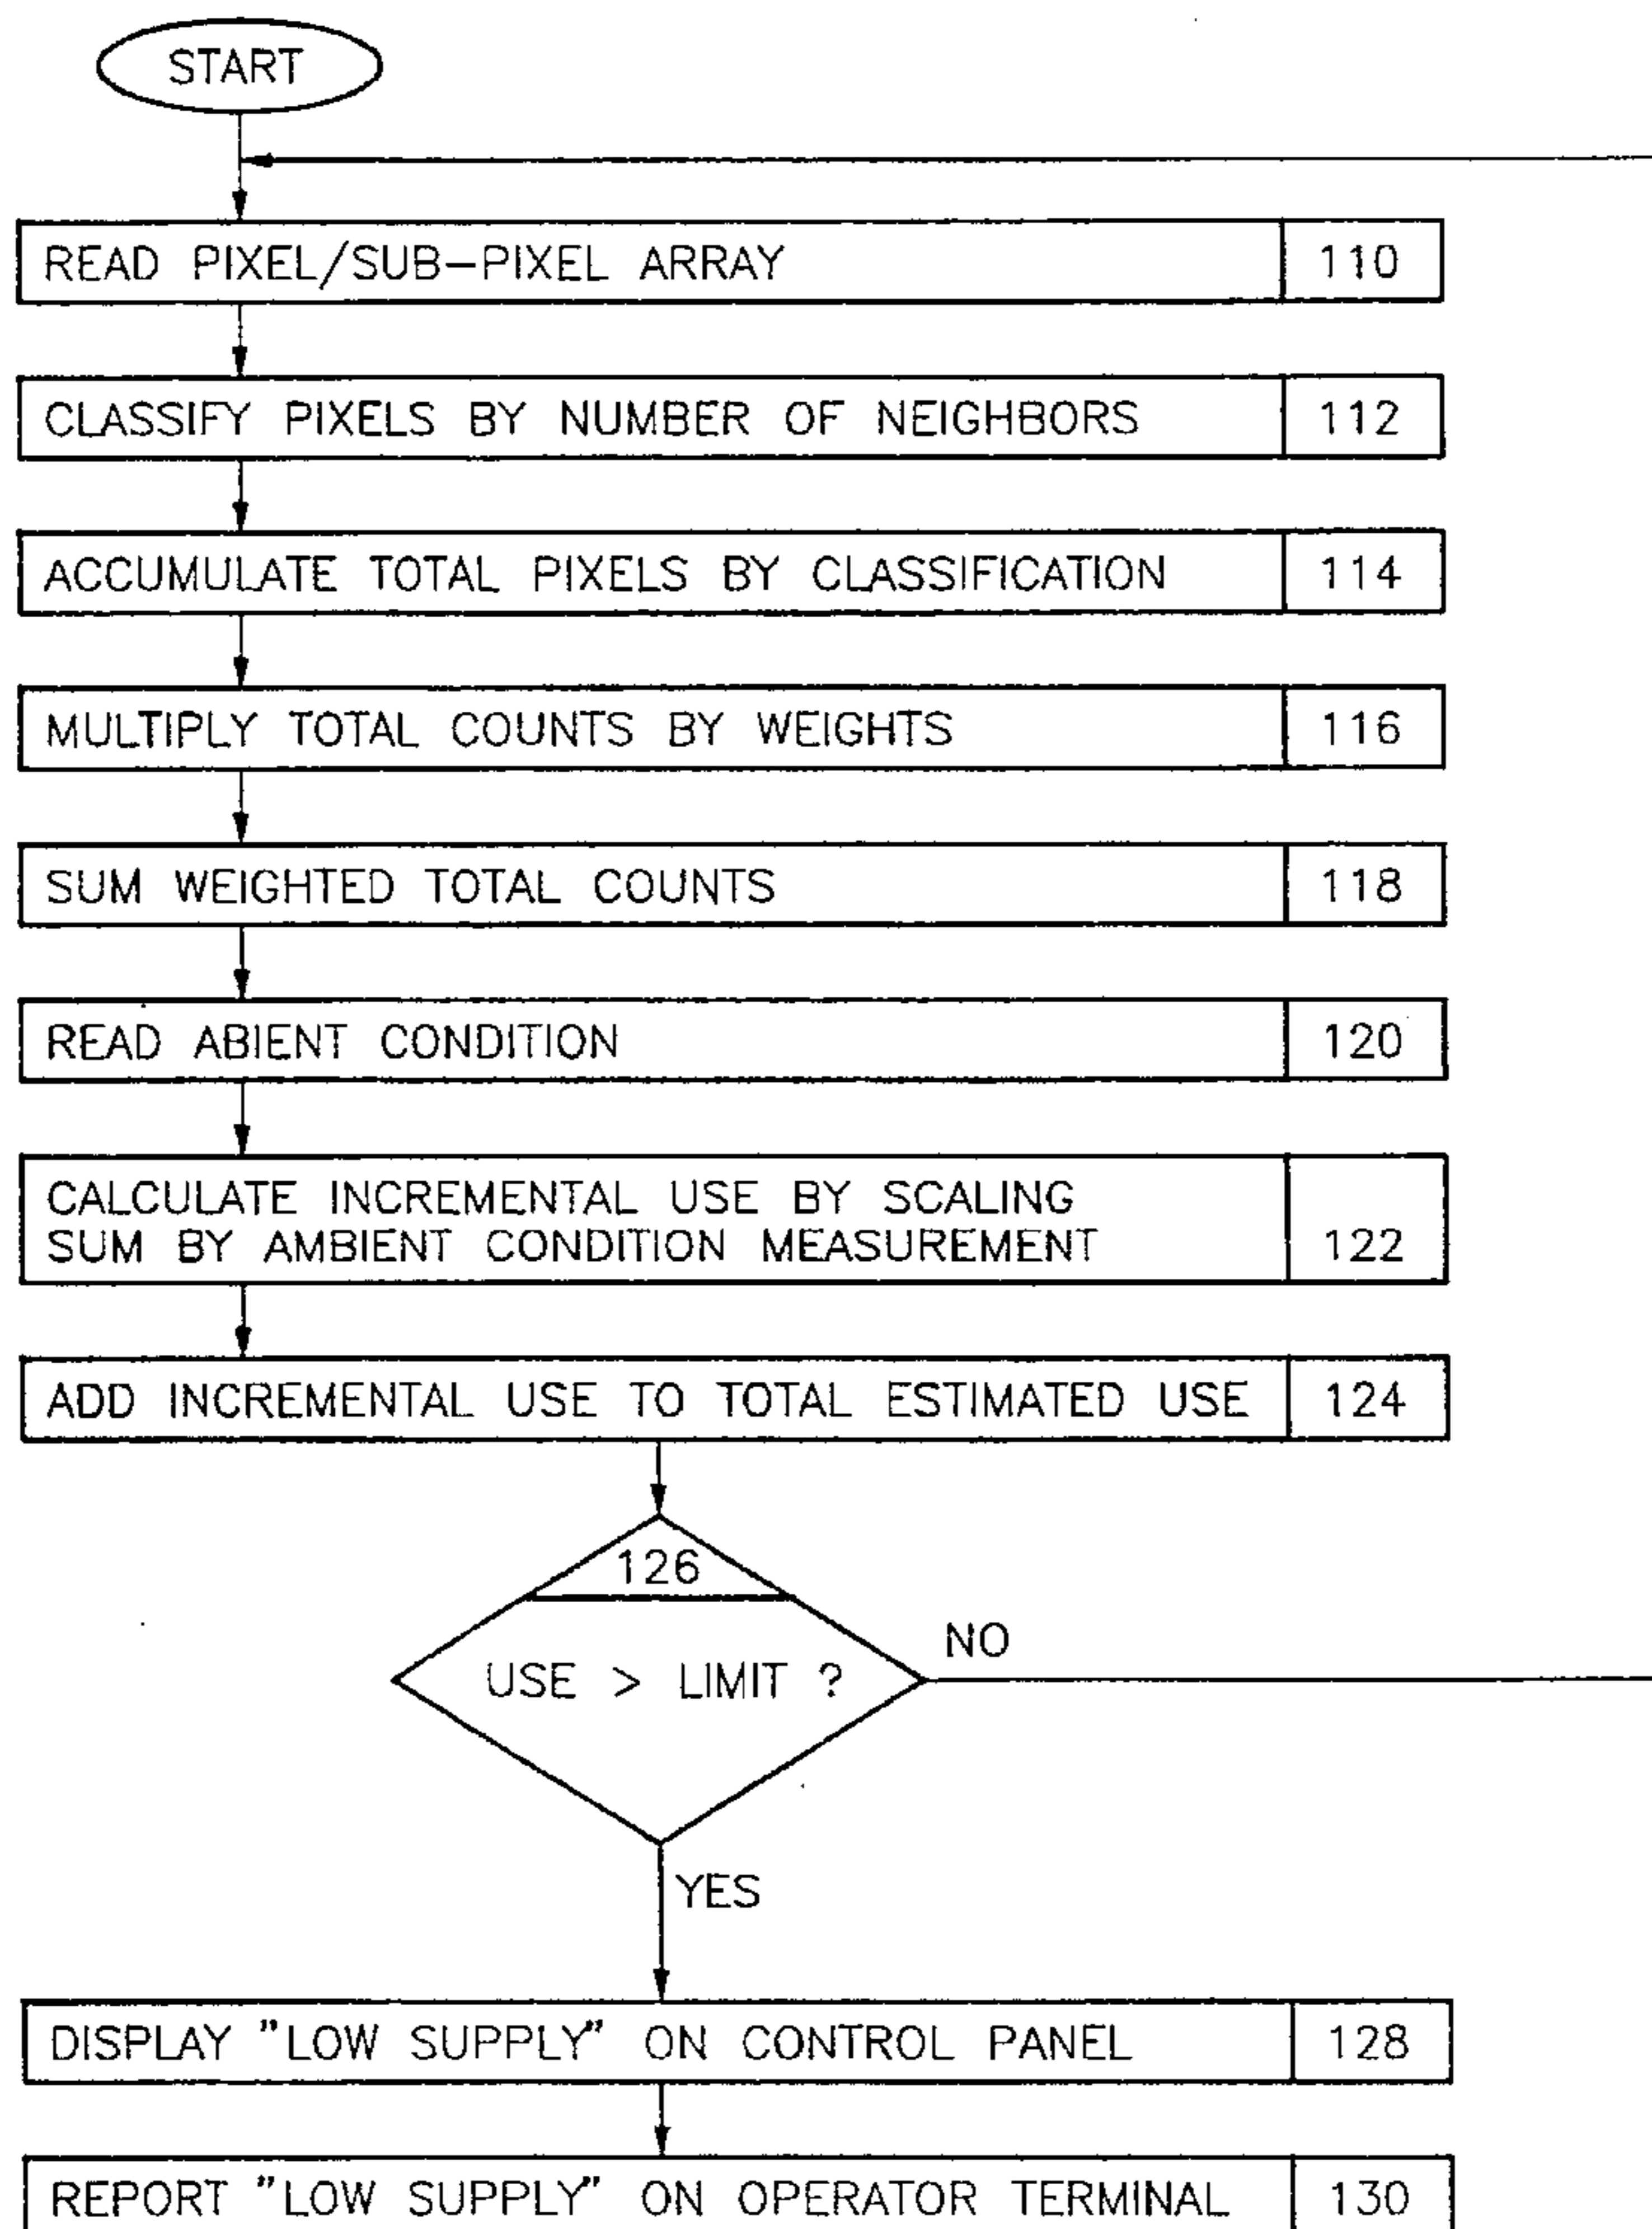 START
READ PIXEL/SUB-PIXEL ARRAY 110
CLASSIFY PIXELS BY NUMBER OF NEIGHBORS 112
ACCUMULATE TOTAL PIXELS BY CLASSIFICATION 114
MULTIPLY TOTAL COUNTS BY WEIGHTS 116
SUM WEIGHTED TOTAL COUNTS 118
READ ABIENT CONDITION 120
CALCULATE INCREMENTAL USE BY SCALING
SUM BY AMBIENT CONDITION MEASUREMENT 122
ADD INCREMENTAL USE TO TOTAL ESTIMATED USE 124
126
NO
USE > LIMIT ?
YES
DISPLAY "LOW SUPPLY" ON CONTROL PANEL 128
REPORT "LOW SUPPLY" ON OPERATOR TERMINAL 130